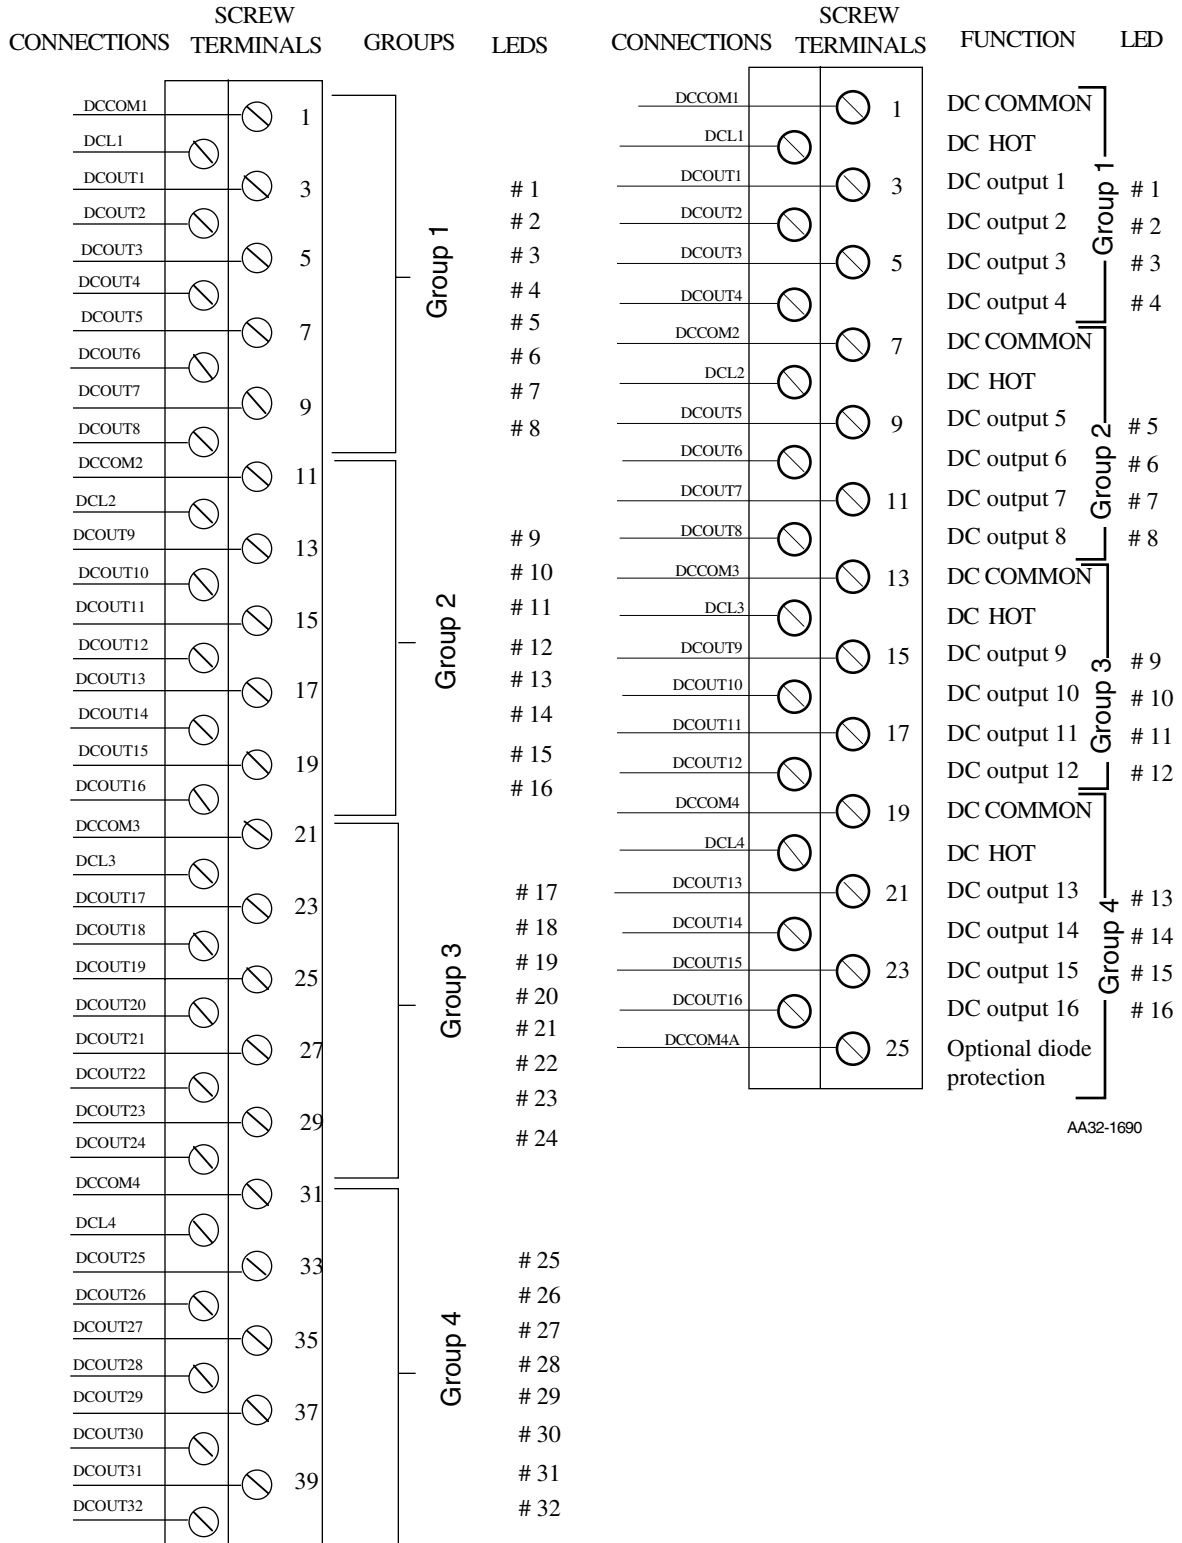 SCREW
CONNECTIONS TERMINALS GROUPS LEDS
DCCOM1 1
DCL1
DCOUT1 3 # 1
DCOUT2 # 2
DCOUT3 5 # 3
DCOUT4 # 4
DCOUT5 7 # 5
DCOUT6 # 6
DCOUT7 9 # 7
DCOUT8 # 8
Group 1
DCCOM2 11
DCL2
DCOUT9 13 # 9
DCOUT10 # 10
DCOUT11 15 # 11
DCOUT12 # 12
DCOUT13 17 # 13
DCOUT14 # 14
DCOUT15 19 # 15
DCOUT16 # 16
Group 2
DCCOM3 21
DCL3
DCOUT17 23 # 17
DCOUT18 # 18
DCOUT19 25 # 19
DCOUT20 # 20
DCOUT21 27 # 21
DCOUT22 # 22
DCOUT23 29 # 23
DCOUT24 # 24
Group 3
DCCOM4 31
DCL4
DCOUT25 33 # 25
DCOUT26 # 26
DCOUT27 35 # 27
DCOUT28 # 28
DCOUT29 37 # 29
DCOUT30 # 30
DCOUT31 39 # 31
DCOUT32 # 32
Group 4
SCREW
CONNECTIONS TERMINALS FUNCTION LED
DCCOM1 1 DC COMMON
DCL1 DC HOT
DCOUT1 3 DC output 1 # 1
DCOUT2 DC output 2 # 2
DCOUT3 5 DC output 3 # 3
DCOUT4 DC output 4 # 4
Group 1
DCCOM2 7 DC COMMON
DCL2 DC HOT
DCOUT5 9 DC output 5 # 5
DCOUT6 DC output 6 # 6
DCOUT7 11 DC output 7 # 7
DCOUT8 DC output 8 # 8
Group 2
DCCOM3 13 DC COMMON
DCL3 DC HOT
DCOUT9 15 DC output 9 # 9
DCOUT10 DC output 10 # 10
DCOUT11 17 DC output 11 # 11
DCOUT12 DC output 12 # 12
Group 3
DCCOM4 19 DC COMMON
DCL4 DC HOT
DCOUT13 21 DC output 13 # 13
DCOUT14 DC output 14 # 14
DCOUT15 23 DC output 15 # 15
DCOUT16 DC output 16 # 16
DCCOM4A 25 Optional diode
protection
Group 4
AA32-1690